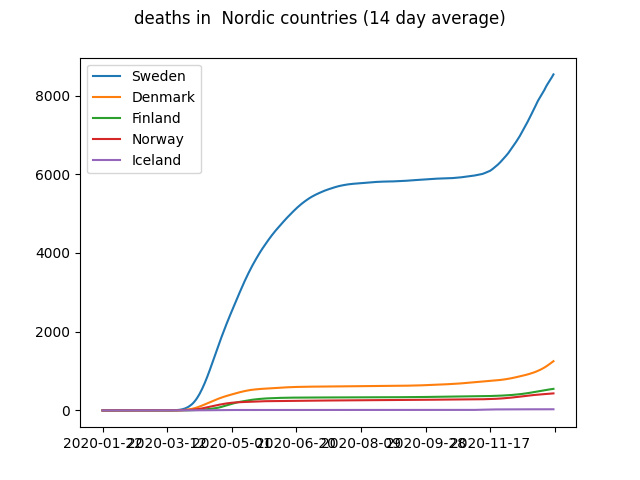 deaths in  Nordic countries (14 day average)
Sweden
Denmark
Finland
Norway
Iceland
8000
6000
4000
2000
0
2020-01-22 2020-03-12 2020-05-01 2020-06-20 2020-08-09 2020-09-28 2020-11-17